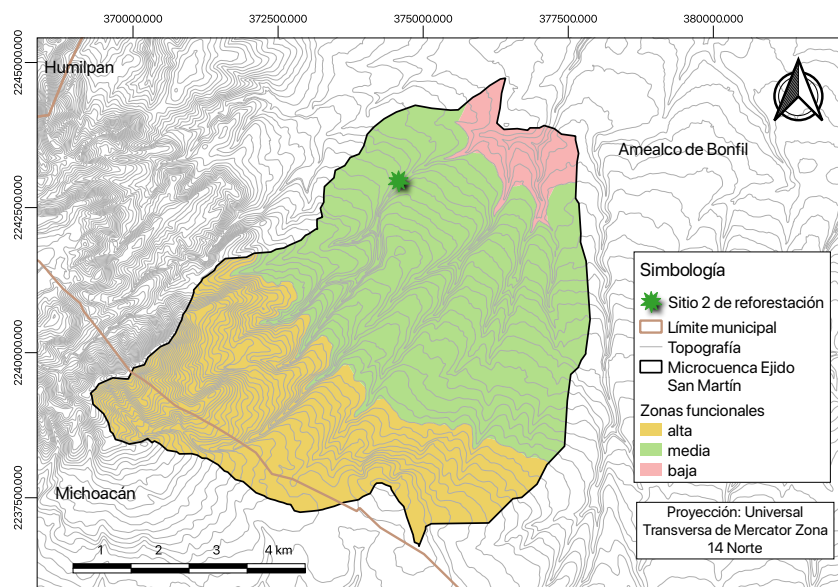 370000.000 372500.000 375000.000 377500.000 380000.000
2245000.000
2242500.000
2240000.000
2237500.000
Humilpan
Amealco de Bonfil
Michoacán
Simbología
Sitio 2 de reforestación
Límite municipal
Topografía
Microcuenca Ejido
San Martín
Zonas funcionales
alta
media
baja
Proyección: Universal
Transversa de Mercator Zona
14 Norte
1 2 3 4 km